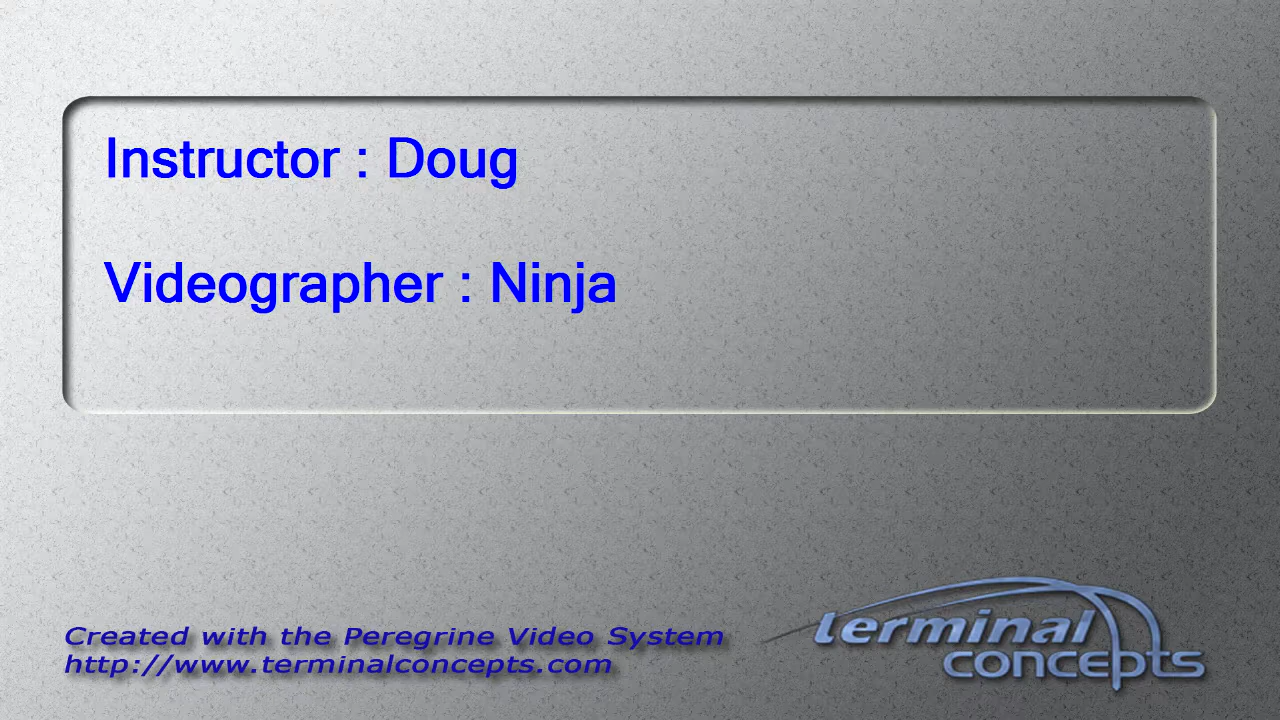 Instructor : Doug
Videographer : Ninja
Created with the Peregrine Video System
http://www.terminalconcepts.com
terminal
concepts